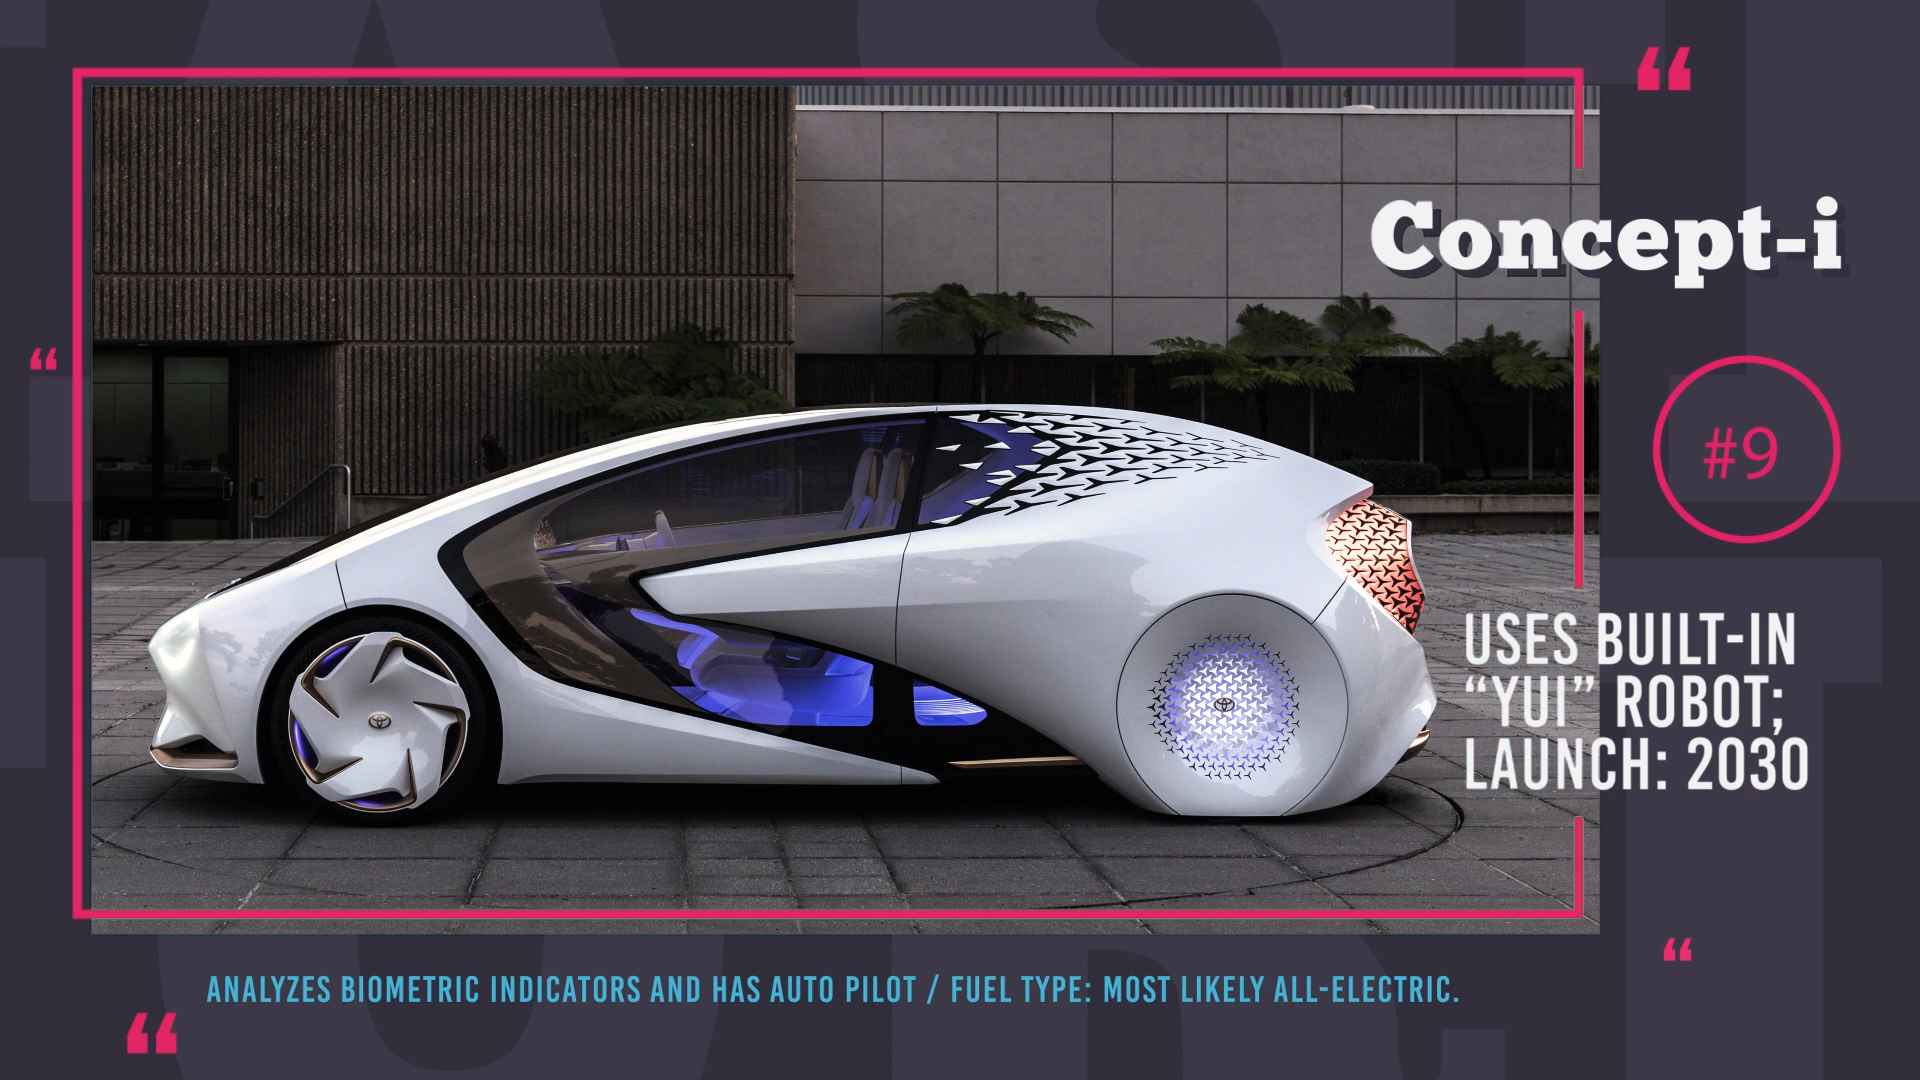 Concept-i
#9
USES BUILT-IN
“YUI” ROBOT;
LAUNCH: 2030
ANALYZES BIOMETRIC INDICATORS AND HAS AUTO PILOT / FUEL TYPE: MOST LIKELY ALL-ELECTRIC.